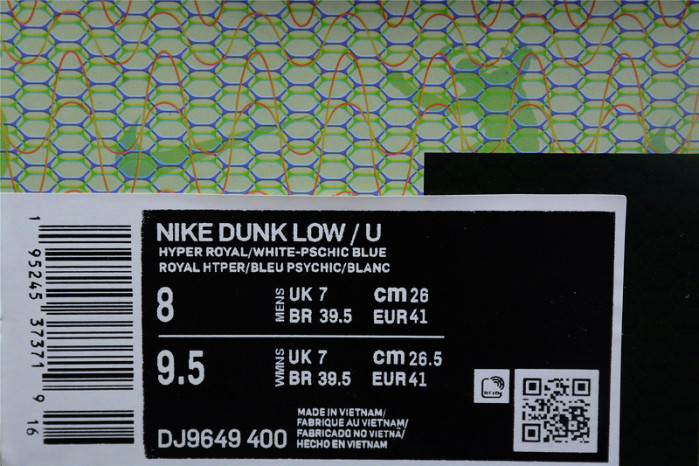 NIKE DUNK LOW / U
HYPER ROYAL/WHITE-PSCHIC BLUE
ROYAL HTPER/BLEU PSYCHIC/BLANC
8 MENS UK 7 cm 26
BR 39.5 EUR 41
9.5 WMNS UK 7 cm 26.5
BR 39.5 EUR 41
DJ9649 400
MADE IN VIETNAM/
FABRIQUE AU VIETNAM/
FABRICADO NO VIETNÃ/
HECHO EN VIETNAM
1 95245 37371 9 16